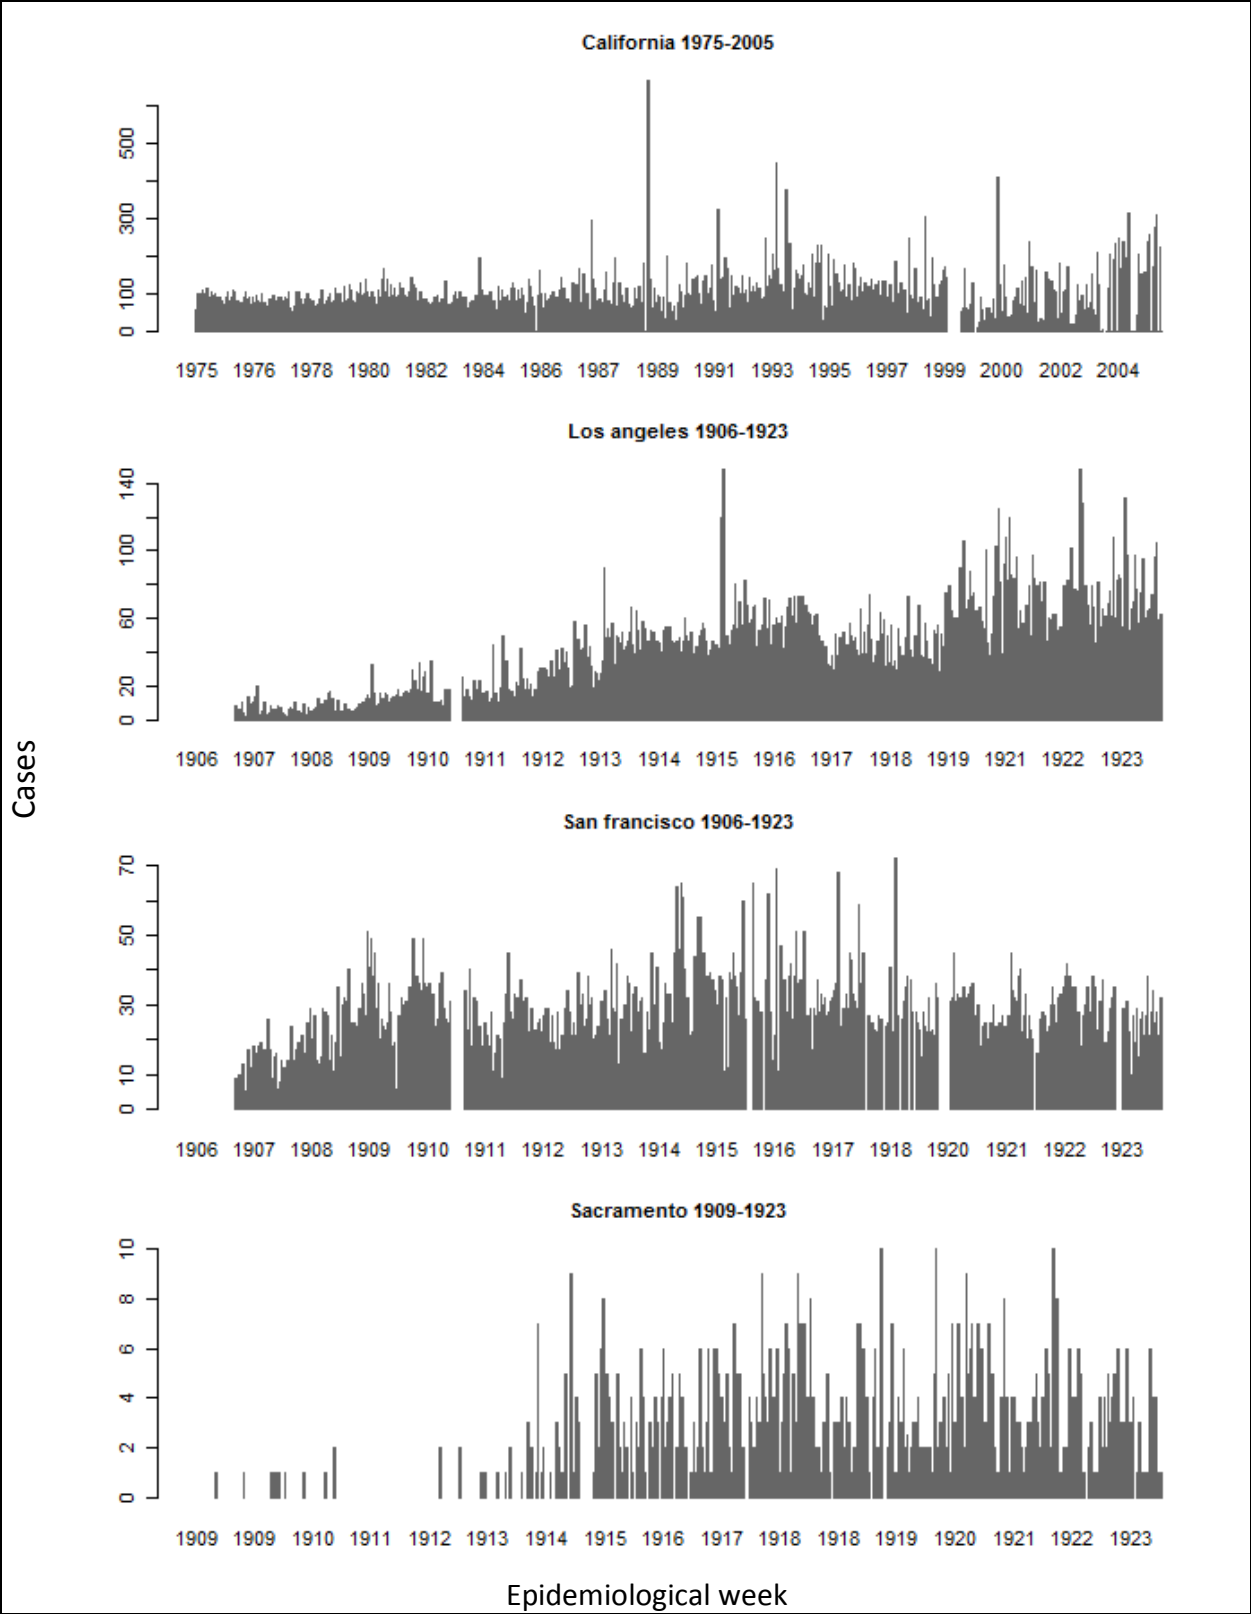 California 1975-2005
0 100 300 500
1975 1976 1978 1980 1982 1984 1986 1987 1989 1991 1993 1995 1997 1999 2000 2002 2004
Los angeles 1906-1923
0 20 60 100 140
1906 1907 1908 1909 1910 1911 1912 1913 1914 1915 1916 1917 1918 1919 1921 1922 1923
Cases
San francisco 1906-1923
0 10 30 50 70
1906 1907 1908 1909 1910 1911 1912 1913 1914 1915 1916 1917 1918 1920 1921 1922 1923
Sacramento 1909-1923
0 2 4 6 8 10
1909 1909 1910 1911 1912 1913 1914 1915 1916 1917 1918 1918 1919 1920 1921 1922 1923
Epidemiological week